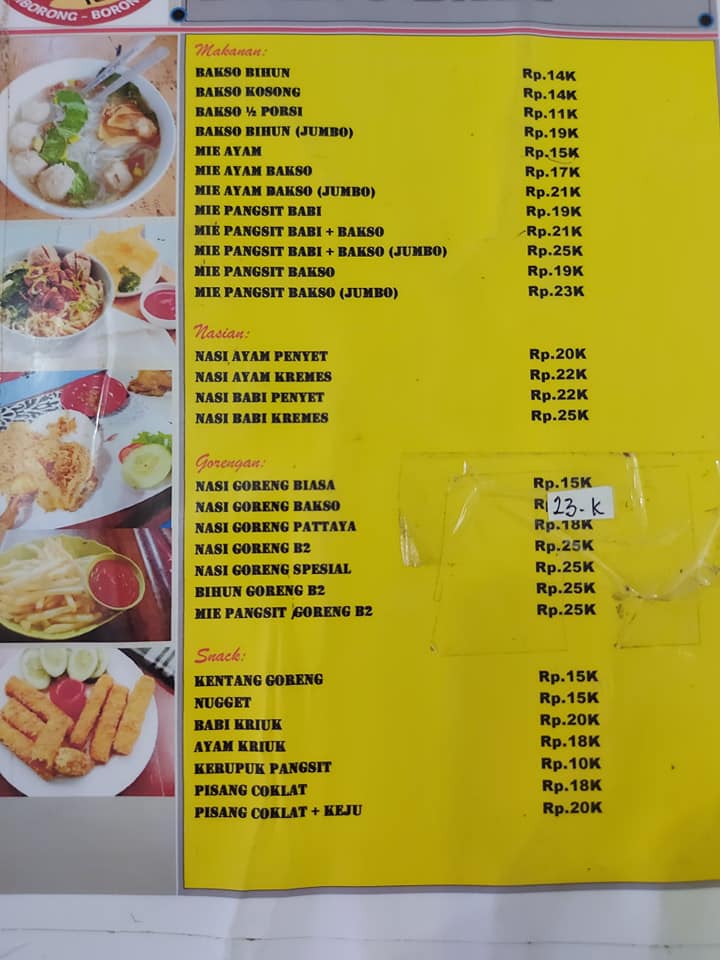 BORONG - BORON
Makanan:
BAKSO BIHUN Rp.14K
BAKSO KOSONG Rp.14K
BAKSO ½ PORSI Rp.11K
BAKSO BIHUN (JUMBO) Rp.19K
MIE AYAM Rp.15K
MIE AYAM BAKSO Rp.17K
MIE AYAM BAKSO (JUMBO) Rp.21K
MIE PANGSIT BABI Rp.19K
MIE PANGSIT BABI + BAKSO Rp.21K
MIE PANGSIT BABI + BAKSO (JUMBO) Rp.25K
MIE PANGSIT BAKSO Rp.19K
MIE PANGSIT BAKSO (JUMBO) Rp.23K
Nasian:
NASI AYAM PENYET Rp.20K
NASI AYAM KREMES Rp.22K
NASI BABI PENYET Rp.22K
NASI BABI KREMES Rp.25K
Gorengan:
NASI GORENG BIASA Rp.15K
NASI GORENG BAKSO 23-K
NASI GORENG PATTAYA Rp.18K
NASI GORENG B2 Rp.25K
NASI GORENG SPESIAL Rp.25K
BIHUN GORENG B2 Rp.25K
MIE PANGSIT GORENG B2 Rp.25K
Snack:
KENTANG GORENG Rp.15K
NUGGET Rp.15K
BABI KRIUK Rp.20K
AYAM KRIUK Rp.18K
KERUPUK PANGSIT Rp.10K
PISANG COKLAT Rp.18K
PISANG COKLAT + KEJU Rp.20K